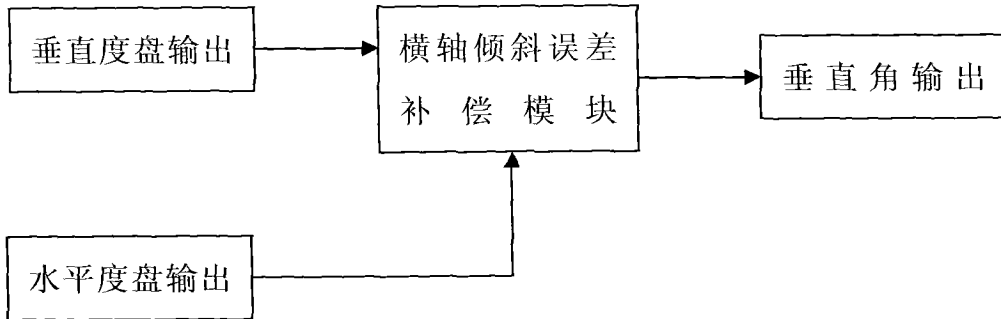 垂直度盘输出
横轴倾斜误差
补偿模块
垂直角输出
水平度盘输出